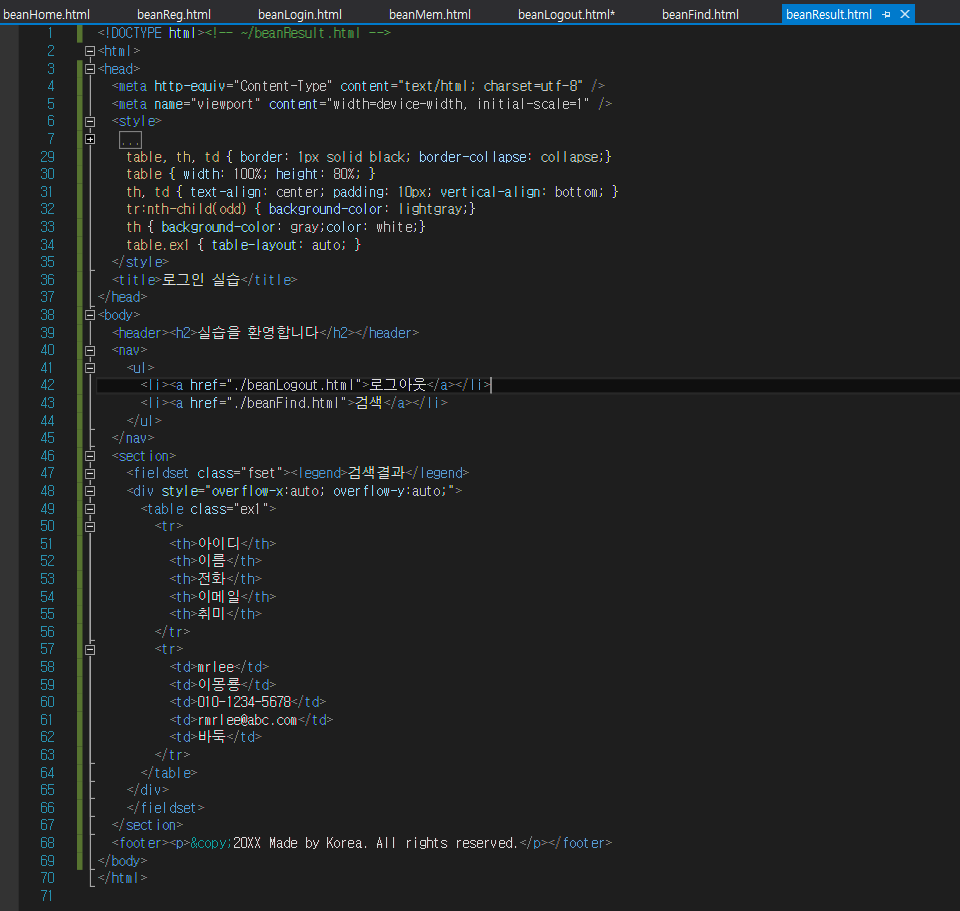 beanHome.html beanReg.html beanLogin.html beanMem.html beanLogout.html* beanFind.html beanResult.html
1 <!DOCTYPE html><!-- ~/beanResult.html -->
2 <html>
3 <head>
4 <meta http-equiv="Content-Type" content="text/html; charset=utf-8" />
5 <meta name="viewport" content="width=device-width, initial-scale=1" />
6 <style>
7 ...
29 table, th, td { border: 1px solid black; border-collapse: collapse;}
30 table { width: 100%; height: 80%; }
31 th, td { text-align: center; padding: 10px; vertical-align: bottom; }
32 tr:nth-child(odd) { background-color: lightgray;}
33 th { background-color: gray;color: white;}
34 table.ex1 { table-layout: auto; }
35 </style>
36 <title>로그인 실습</title>
37 </head>
38 <body>
39 <header><h2>실습을 환영합니다</h2></header>
40 <nav>
41 <ul>
42 <li><a href="./beanLogout.html">로그아웃</a></li>
43 <li><a href="./beanFind.html">검색</a></li>
44 </ul>
45 </nav>
46 <section>
47 <fieldset class="fset"><legend>검색결과</legend>
48 <div style="overflow-x:auto; overflow-y:auto;">
49 <table class="ex1">
50 <tr>
51 <th>아이디</th>
52 <th>이름</th>
53 <th>전화</th>
54 <th>이메일</th>
55 <th>취미</th>
56 </tr>
57 <tr>
58 <td>mrlee</td>
59 <td>이몽룡</td>
60 <td>010-1234-5678</td>
61 <td>rmrlee@abc.com</td>
62 <td>바둑</td>
63 </tr>
64 </table>
65 </div>
66 </fieldset>
67 </section>
68 <footer><p>&copy;20XX Made by Korea. All rights reserved.</p></footer>
69 </body>
70 </html>
71